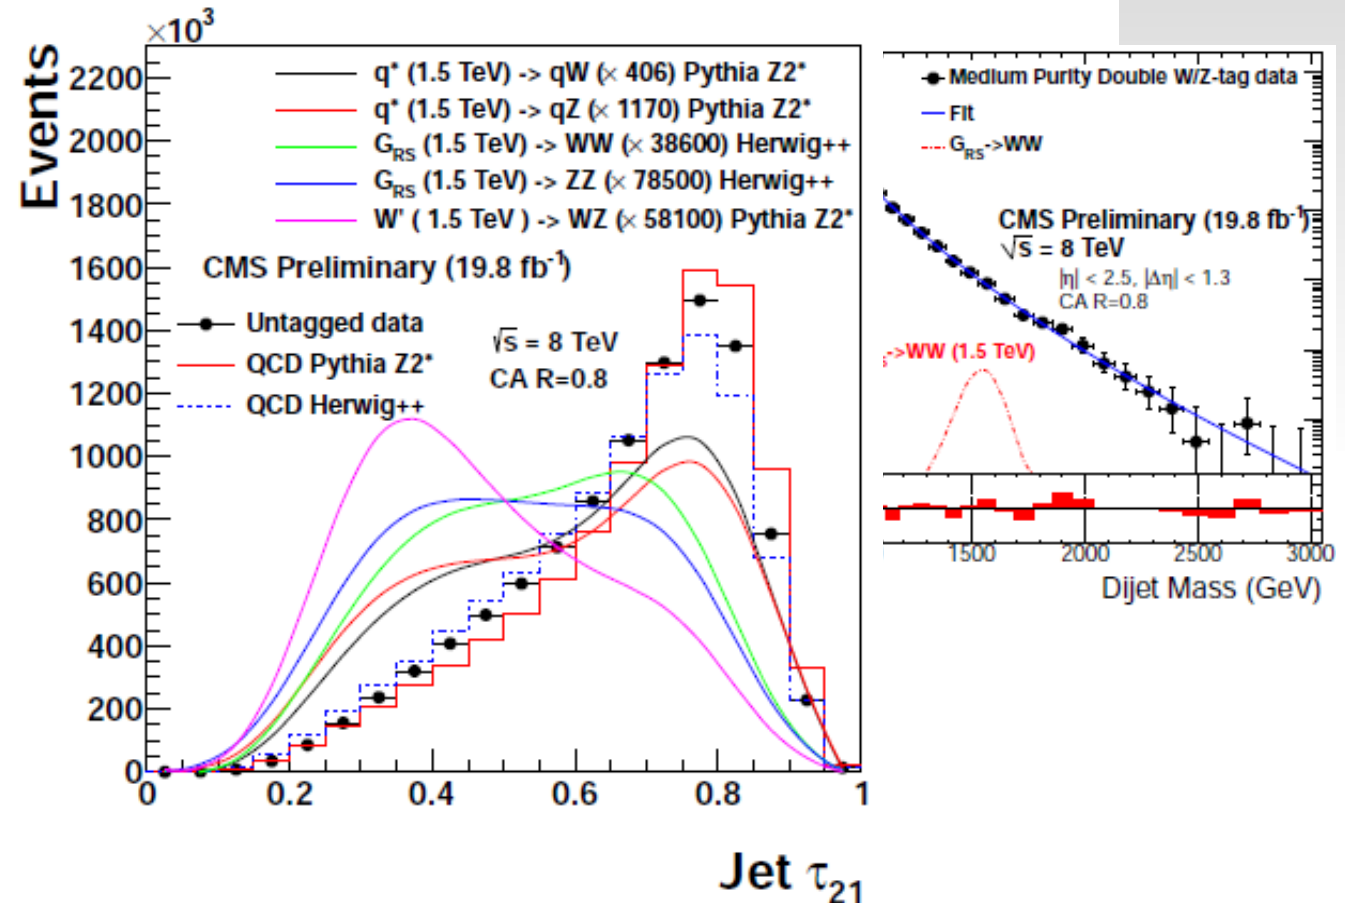 ×10³
Events
2200
2000
1800
1600
1400
1200
1000
800
600
400
200
0
q* (1.5 TeV) -> qW (× 406) Pythia Z2*
q* (1.5 TeV) -> qZ (× 1170) Pythia Z2*
G_RS (1.5 TeV) -> WW (× 38600) Herwig++
G_RS (1.5 TeV) -> ZZ (× 78500) Herwig++
W' ( 1.5 TeV ) -> WZ (× 58100) Pythia Z2*
CMS Preliminary (19.8 fb⁻¹)
Untagged data
QCD Pythia Z2*
QCD Herwig++
√s = 8 TeV
CA R=0.8
0 0.2 0.4 0.6 0.8 1
Jet τ₂₁
Medium Purity Double W/Z-tag data
Fit
G_RS->WW
CMS Preliminary (19.8 fb⁻¹)
√s = 8 TeV
|η| < 2.5, |Δη| < 1.3
CA R=0.8
->WW (1.5 TeV)
1500 2000 2500 3000
Dijet Mass (GeV)